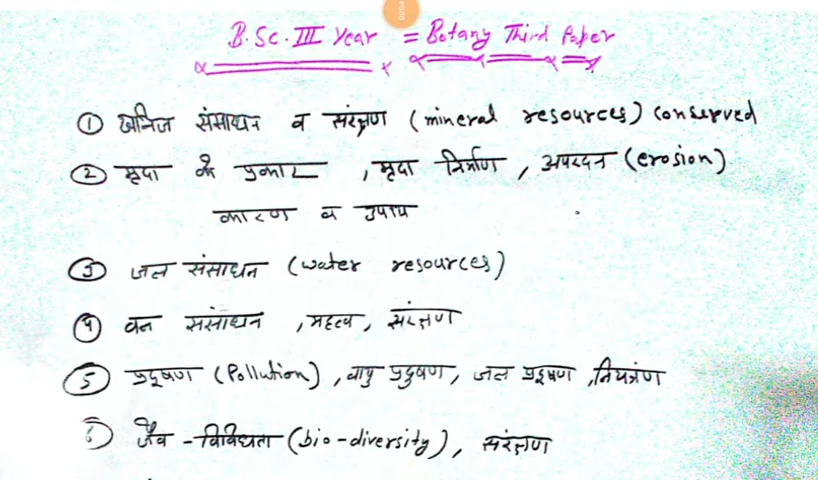 B.Sc. III Year = Botany Third Paper
① खनिज संसाधन व संरक्षण (mineral resources) conserved
② मृदा के प्रकार , मृदा निर्माण , अपरदन (erosion)
कारण व उपाय
③ जल संसाधन (water resources)
④ वन संसाधन , महत्व , संरक्षण
⑤ प्रदूषण (Pollution) , वायु प्रदुषण , जल प्रदूषण , नियंत्रण
⑥ जैव - विविधता (bio-diversity) , संरक्षण